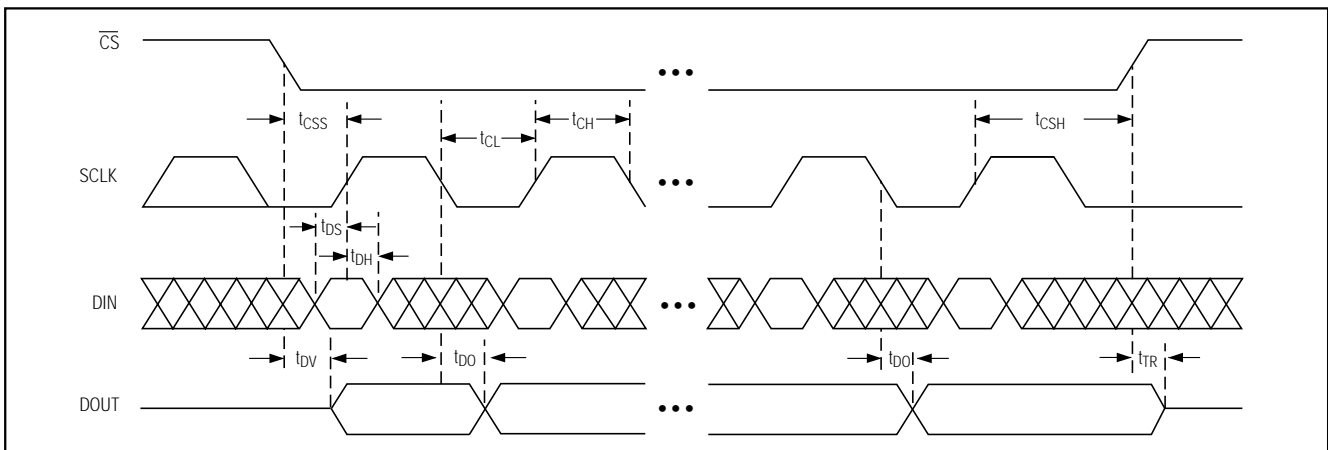 CS
tCSS
tCL
tCH
tCSH
SCLK
tDS
tDH
DIN
tDV
tDO
tDO
tTR
DOUT